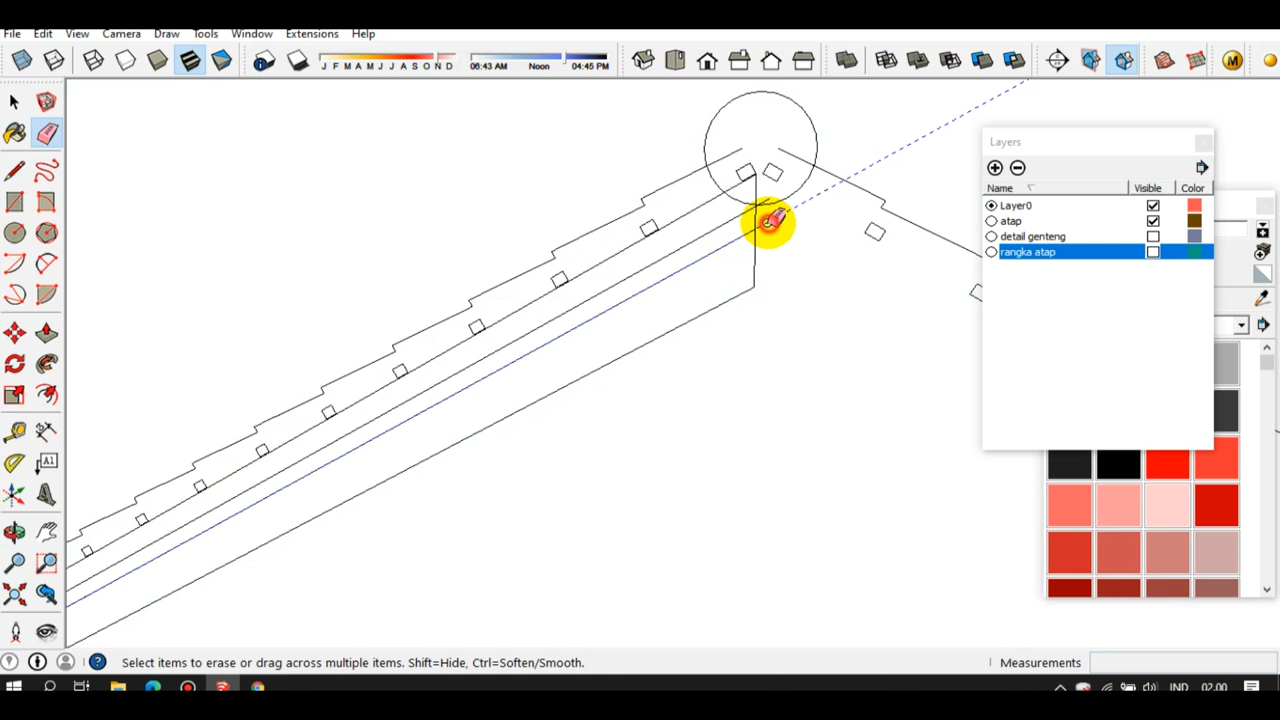 File Edit View Camera Draw Tools Window Extensions Help
J F M A M J J A S O N D 06:43 AM Noon 04:45 PM
M
Layers
Name Visible Color
Layer0
atap
detail genteng
rangka atap
A1
Select items to erase or drag across multiple items. Shift=Hide, Ctrl=Soften/Smooth.
Measurements
IND 02.00